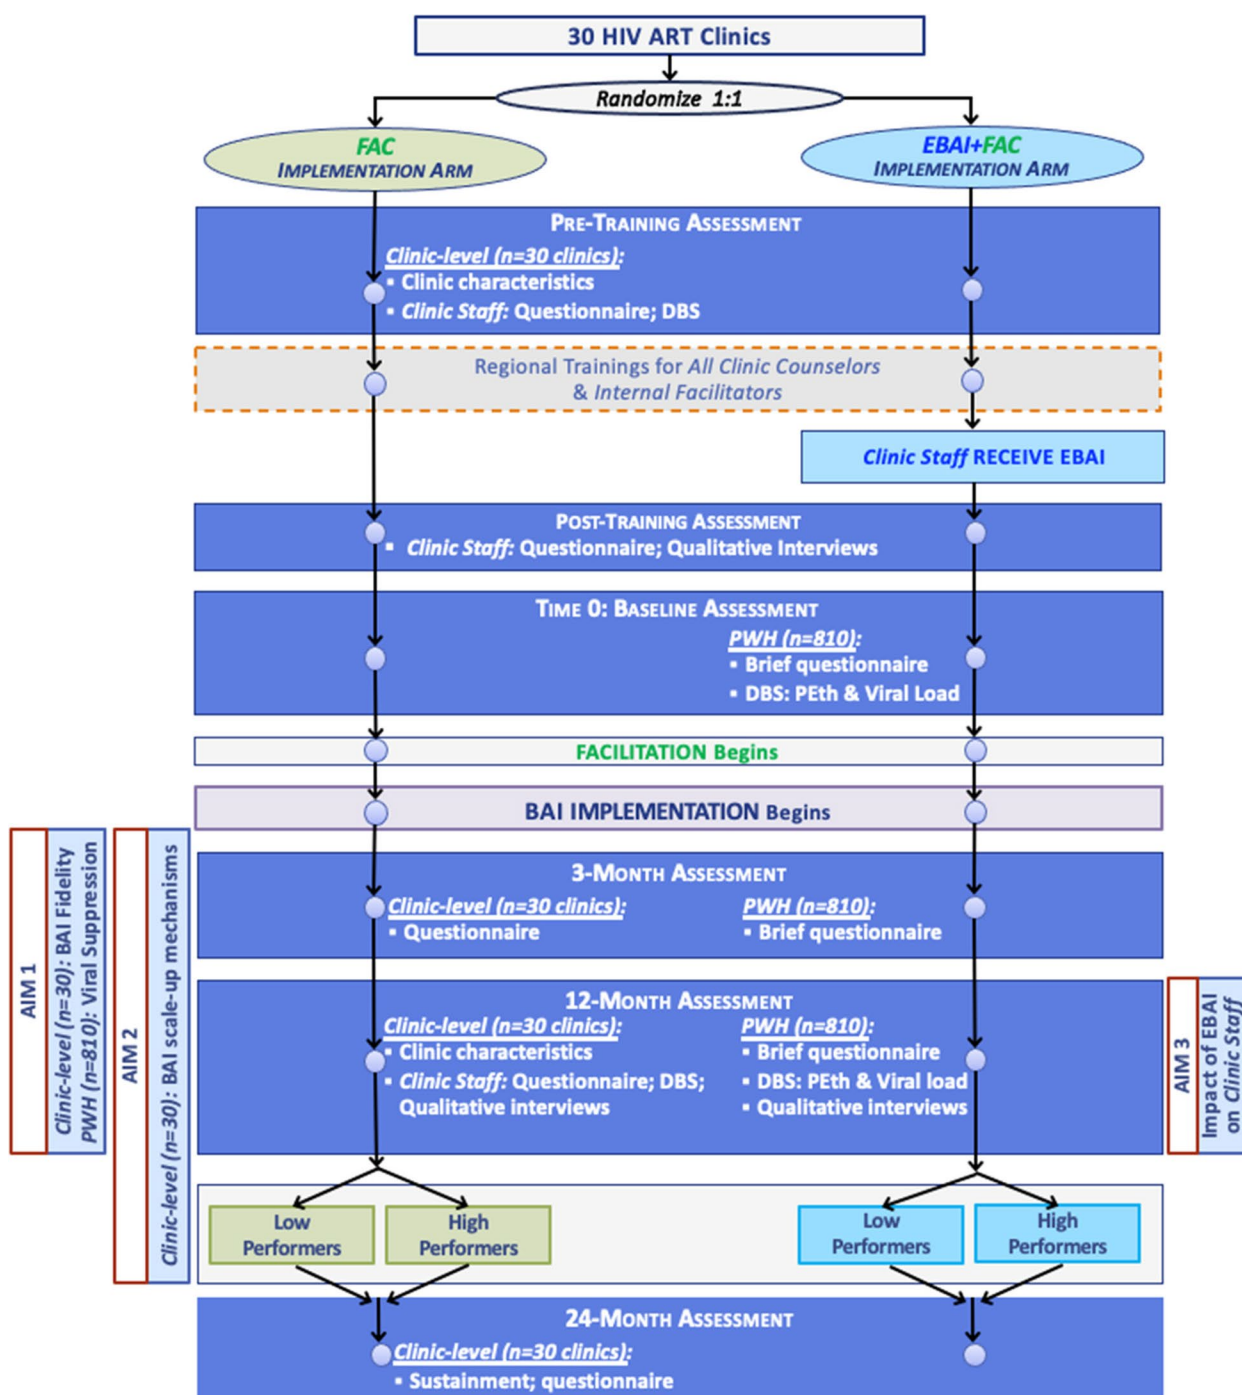 30 HIV ART Clinics
Randomize 1:1
FAC
IMPLEMENTATION ARM
EBAI+FAC
IMPLEMENTATION ARM
PRE-TRAINING ASSESSMENT
Clinic-level (n=30 clinics):
▪ Clinic characteristics
▪ Clinic Staff: Questionnaire; DBS
Regional Trainings for All Clinic Counselors
& Internal Facilitators
Clinic Staff RECEIVE EBAI
POST-TRAINING ASSESSMENT
▪ Clinic Staff: Questionnaire; Qualitative Interviews
TIME 0: BASELINE ASSESSMENT
PWH (n=810):
▪ Brief questionnaire
▪ DBS: PEth & Viral Load
FACILITATION Begins
BAI IMPLEMENTATION Begins
3-MONTH ASSESSMENT
Clinic-level (n=30 clinics):
▪ Questionnaire
PWH (n=810):
▪ Brief questionnaire
12-MONTH ASSESSMENT
Clinic-level (n=30 clinics):
▪ Clinic characteristics
▪ Clinic Staff: Questionnaire; DBS;
Qualitative interviews
PWH (n=810):
▪ Brief questionnaire
▪ DBS: PEth & Viral load
▪ Qualitative interviews
AIM 1
Clinic-level (n=30): BAI Fidelity
PWH (n=810): Viral Suppression
AIM 2
Clinic-level (n=30): BAI scale-up mechanisms
AIM 3
Impact of EBAI
on Clinic Staff
Low
Performers
High
Performers
Low
Performers
High
Performers
24-MONTH ASSESSMENT
Clinic-level (n=30 clinics):
▪ Sustainment; questionnaire